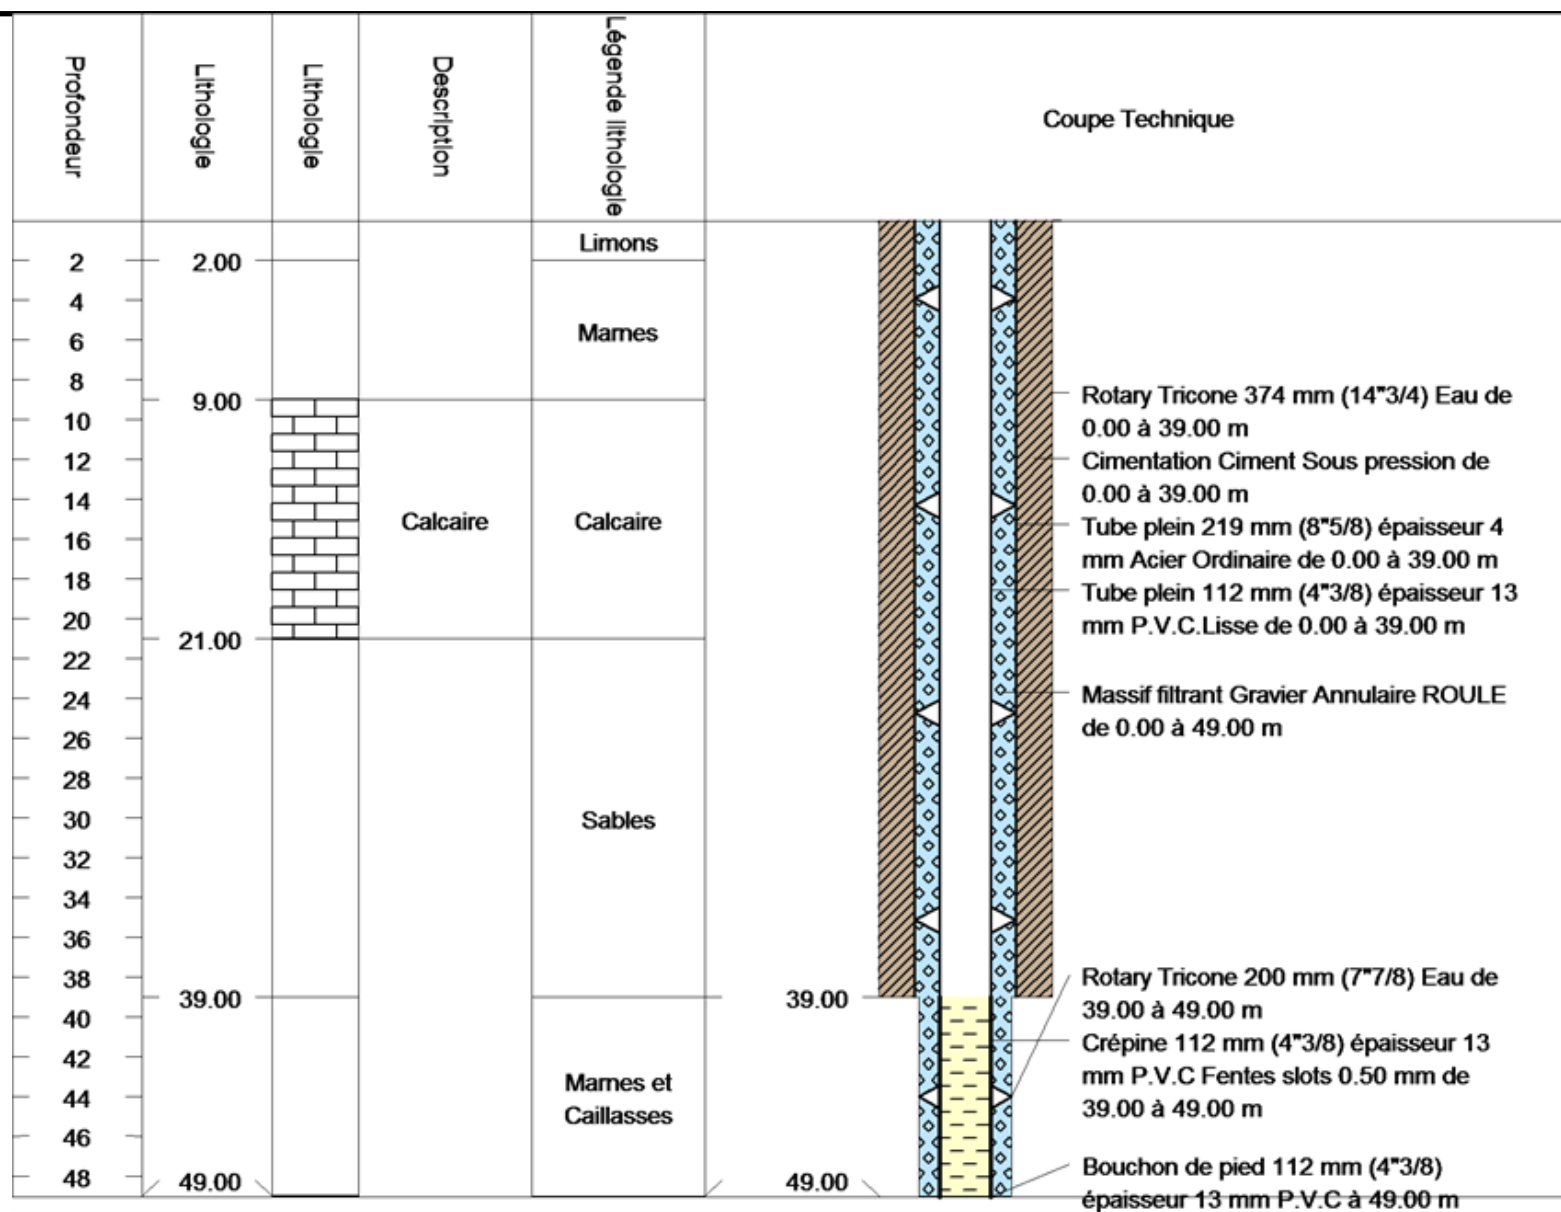 Profondeur
Lithologie
Lithologie
Description
Légende lithologie
Coupe Technique
Limons
2
2.00
4
Marnes
6
8
9.00
10
12
14
16
18
20
Calcaire
Calcaire
21.00
22
24
26
28
30
32
34
36
38
Sables
39.00
39.00
40
42
44
46
48
Marnes et
Caillasses
49.00
49.00
Rotary Tricone 374 mm (14"3/4) Eau de
0.00 à 39.00 m
Cimentation Ciment Sous pression de
0.00 à 39.00 m
Tube plein 219 mm (8"5/8) épaisseur 4
mm Acier Ordinaire de 0.00 à 39.00 m
Tube plein 112 mm (4"3/8) épaisseur 13
mm P.V.C.Lisse de 0.00 à 39.00 m
Massif filtrant Gravier Annulaire ROULE
de 0.00 à 49.00 m
Rotary Tricone 200 mm (7"7/8) Eau de
39.00 à 49.00 m
Crépine 112 mm (4"3/8) épaisseur 13
mm P.V.C Fentes slots 0.50 mm de
39.00 à 49.00 m
Bouchon de pied 112 mm (4"3/8)
épaisseur 13 mm P.V.C à 49.00 m